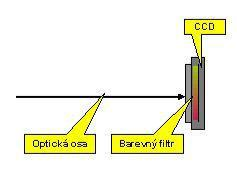 CCD
Optická osa
Barevný filtr